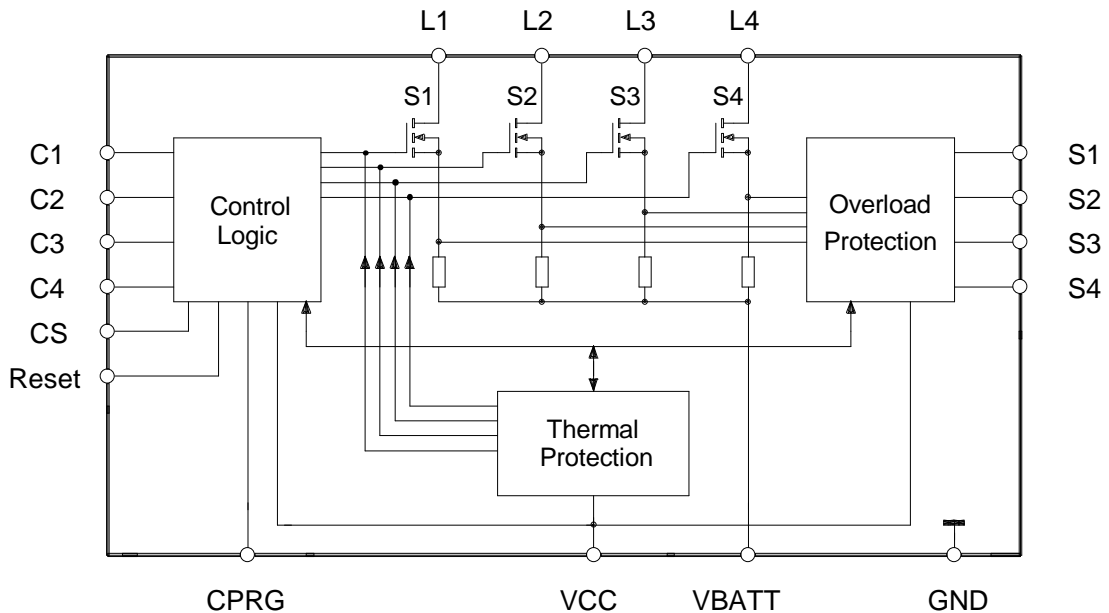 L1 L2 L3 L4
S1 S2 S3 S4
C1
C2
C3
C4
CS
Reset
Control
Logic
Overload
Protection
S1
S2
S3
S4
Thermal
Protection
CPRG VCC VBATT GND